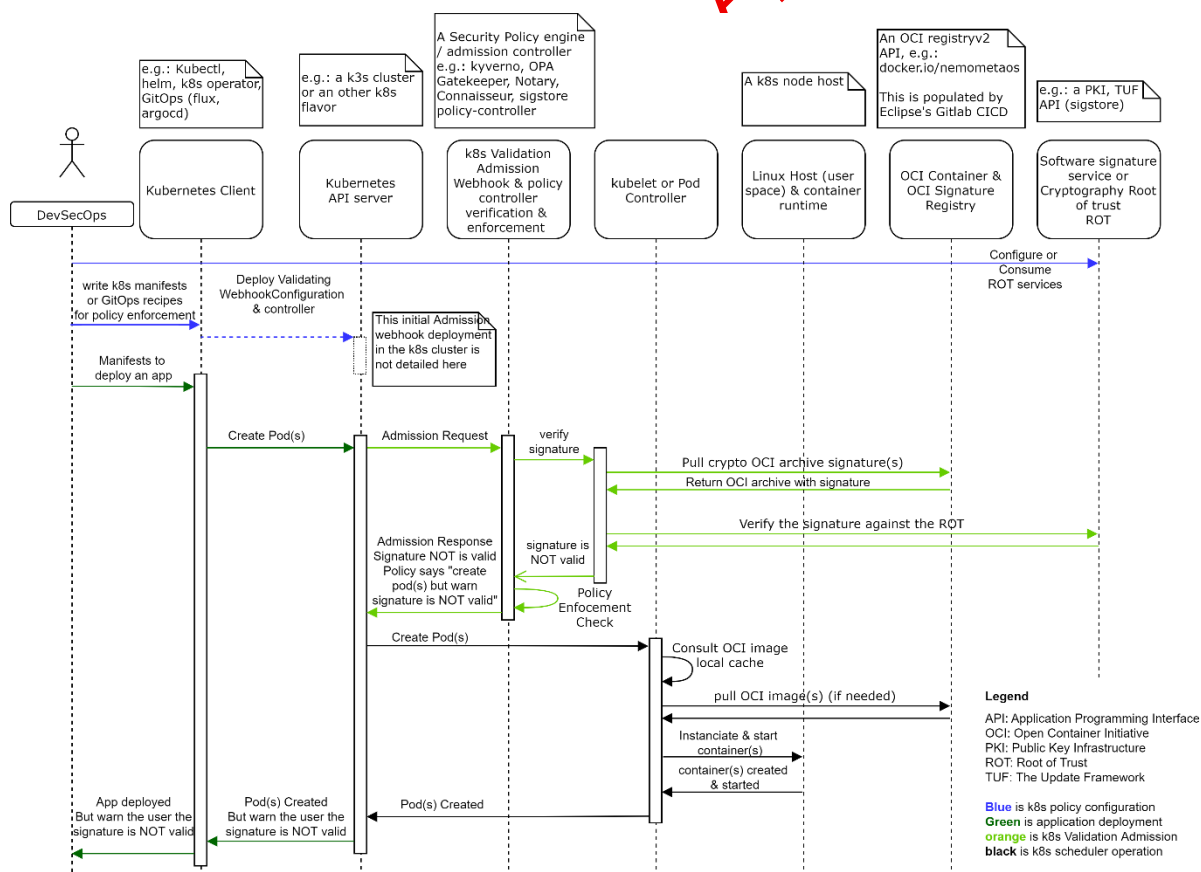 e.g.: Kubectl,
helm, k8s operator,
GitOps (flux,
argocd)
e.g.: a k3s cluster
or an other k8s
flavor
A Security Policy engine
/ admission controller
e.g.: kyverno, OPA
Gatekeeper, Notary,
Connaisseur, sigstore
policy-controller
A k8s node host
An OCI registryv2
API, e.g.:
docker.io/nemometaos
This is populated by
Eclipse's Gitlab CICD
e.g.: a PKI, TUF
API (sigstore)
DevSecOps
Kubernetes Client
Kubernetes
API server
k8s Validation
Admission
Webhook & policy
controller
verification &
enforcement
kubelet or Pod
Controller
Linux Host (user
space) & container
runtime
OCI Container &
OCI Signature
Registry
Software signature
service or
Cryptography Root
of trust
ROT
Configure or
Consume
ROT services
write k8s manifests
or GitOps recipes
for policy enforcement
Deploy Validating
WebhookConfiguration
& controller
This initial Admission
webhook deployment
in the k8s cluster is
not detailed here
Manifests to
deploy an app
Create Pod(s)
Admission Request
verify
signature
Pull crypto OCI archive signature(s)
Return OCI archive with signature
Verify the signature against the ROT
signature is
NOT valid
Admission Response
Signature NOT is valid
Policy says "create
pod(s) but warn
signature is NOT valid"
Policy
Enfocement
Check
Create Pod(s)
Consult OCI image
local cache
pull OCI image(s) (if needed)
Instanciate & start
container(s)
container(s) created
& started
Pod(s) Created
Pod(s) Created
But warn the user the
signature is NOT valid
App deployed
But warn the user the
signature is NOT valid
Legend
API: Application Programming Interface
OCI: Open Container Initiative
PKI: Public Key Infrastructure
ROT: Root of Trust
TUF: The Update Framework
Blue is k8s policy configuration
Green is application deployment
orange is k8s Validation Admission
black is k8s scheduler operation